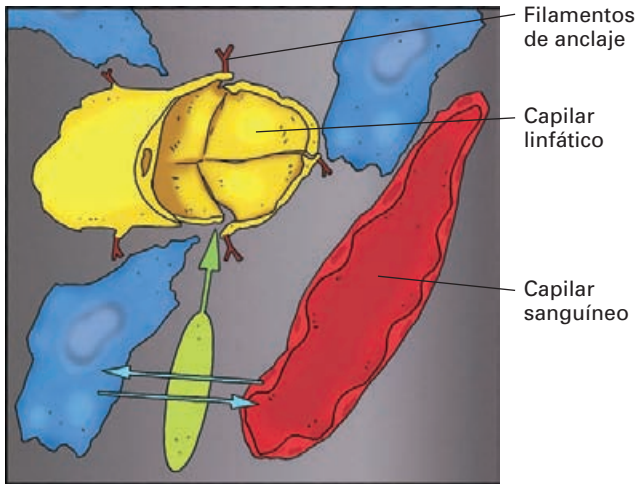 Filamentos
de anclaje
Capilar
linfático
Capilar
sanguíneo